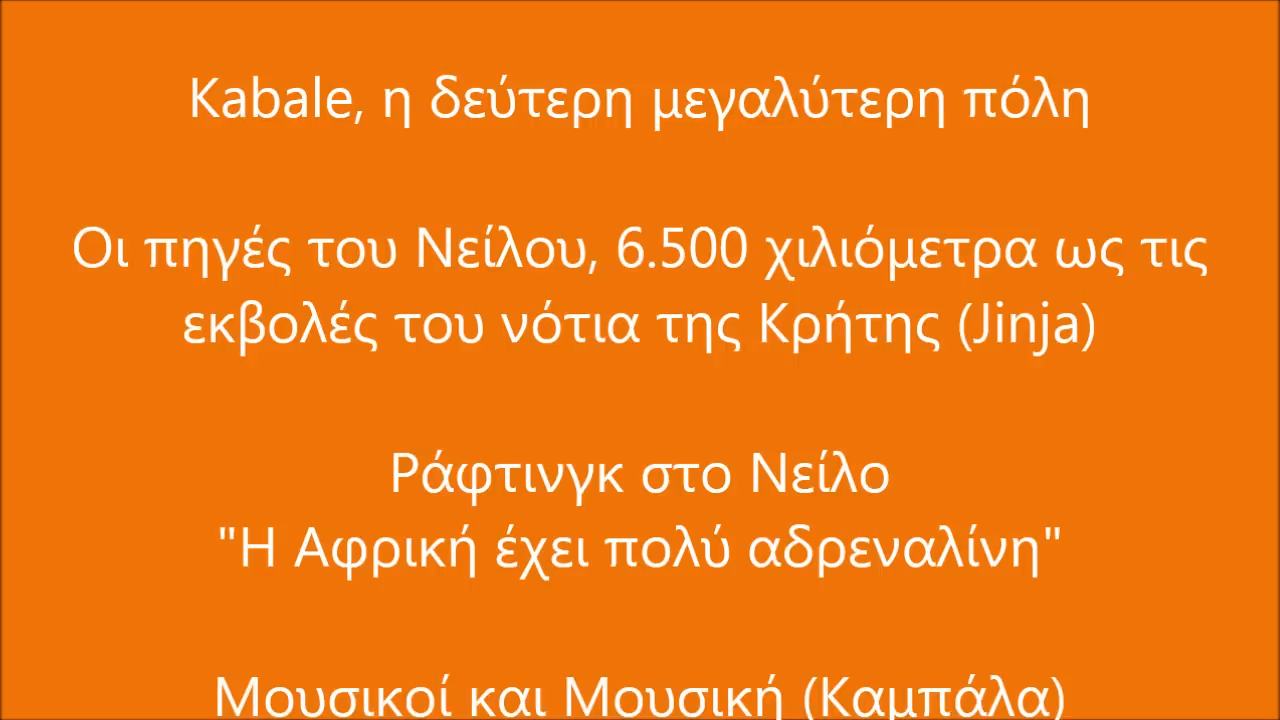 Kabale, η δεύτερη μεγαλύτερη πόλη
Οι πηγές του Νείλου, 6.500 χιλιόμετρα ως τις
εκβολές του νότια της Κρήτης (Jinja)
Ράφτινγκ στο Νείλο
"Η Αφρική έχει πολύ αδρεναλίνη"
Μουσικοί και Μουσική (Καμπάλα)